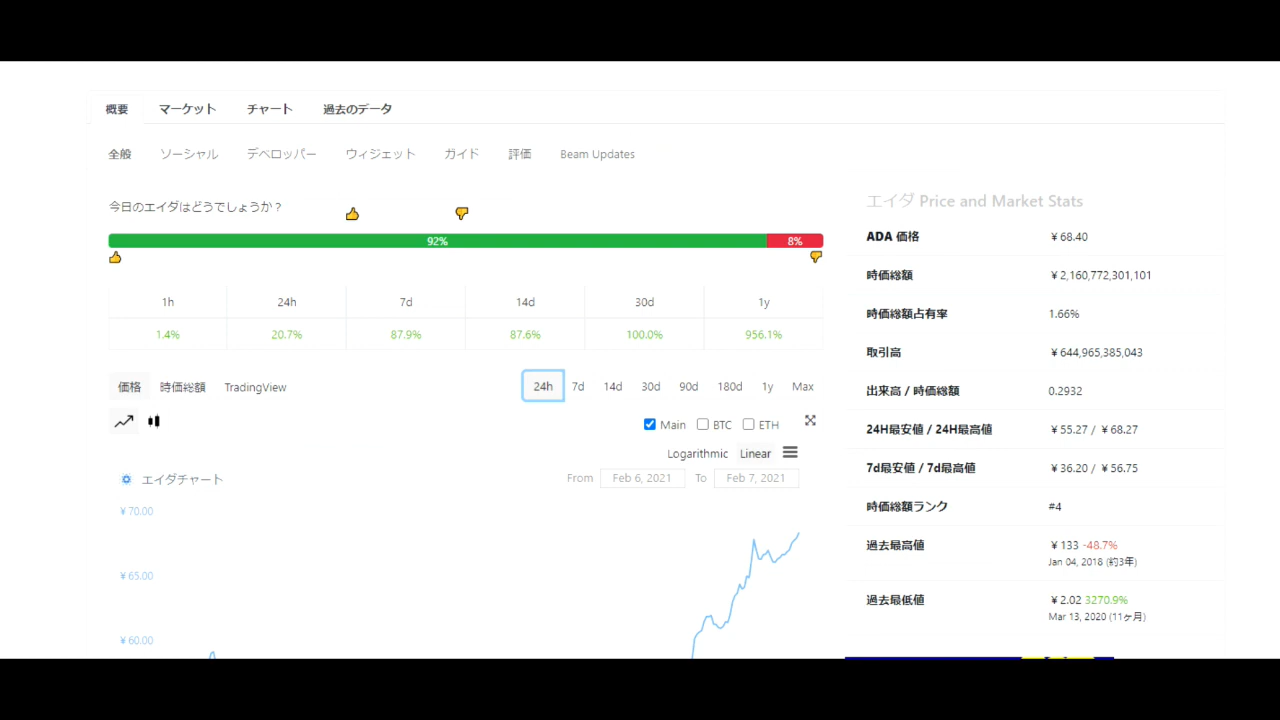 概要 マーケット チャート 過去のデータ
全般 ソーシャル デベロッパー ウィジェット ガイド 評価 Beam Updates
今日のエイダはどうでしょうか？
92% 8%
1h 24h 7d 14d 30d 1y
1.4% 20.7% 87.9% 87.6% 100.0% 956.1%
価格 時価総額 TradingView
24h 7d 14d 30d 90d 180d 1y Max
Main BTC ETH
Logarithmic Linear
エイダチャート
From Feb 6, 2021 To Feb 7, 2021
¥70.00
¥65.00
¥60.00
エイダ Price and Market Stats
ADA 価格 ¥68.40
時価総額 ¥2,160,772,301,101
時価総額占有率 1.66%
取引高 ¥644,965,385,043
出来高 / 時価総額 0.2932
24H最安値 / 24H最高値 ¥55.27 / ¥68.27
7d最安値 / 7d最高値 ¥36.20 / ¥56.75
時価総額ランク #4
過去最高値 ¥133 -48.7%
Jan 04, 2018 (約3年)
過去最低値 ¥2.02 3270.9%
Mar 13, 2020 (11ヶ月)